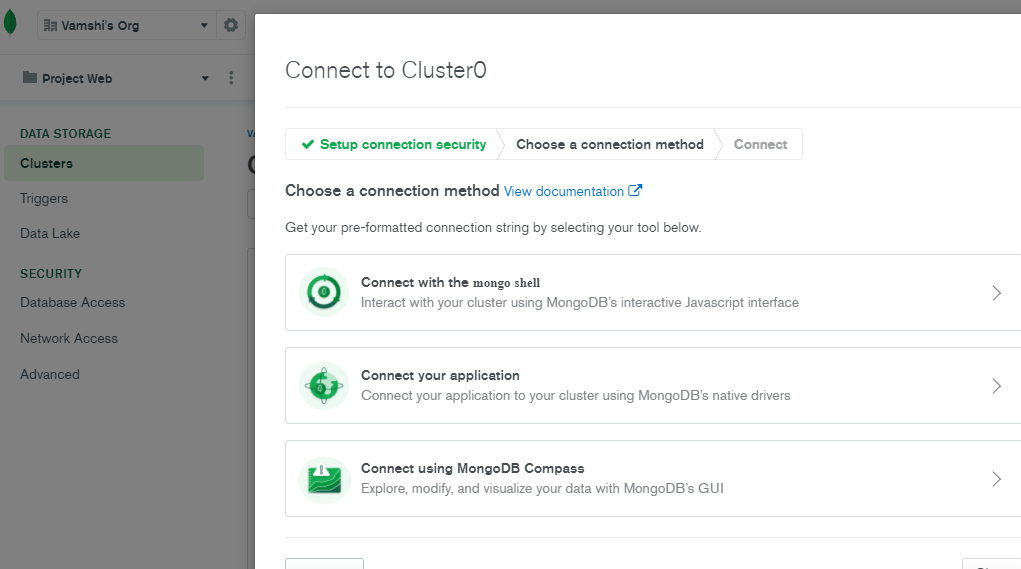 Vamshi's Org
Project Web
DATA STORAGE
Clusters
Triggers
Data Lake
SECURITY
Database Access
Network Access
Advanced
Connect to Cluster0
Setup connection security
Choose a connection method
Connect
Choose a connection method View documentation
Get your pre-formatted connection string by selecting your tool below.
Connect with the mongo shell
Interact with your cluster using MongoDB's interactive Javascript interface
Connect your application
Connect your application to your cluster using MongoDB's native drivers
Connect using MongoDB Compass
Explore, modify, and visualize your data with MongoDB's GUI